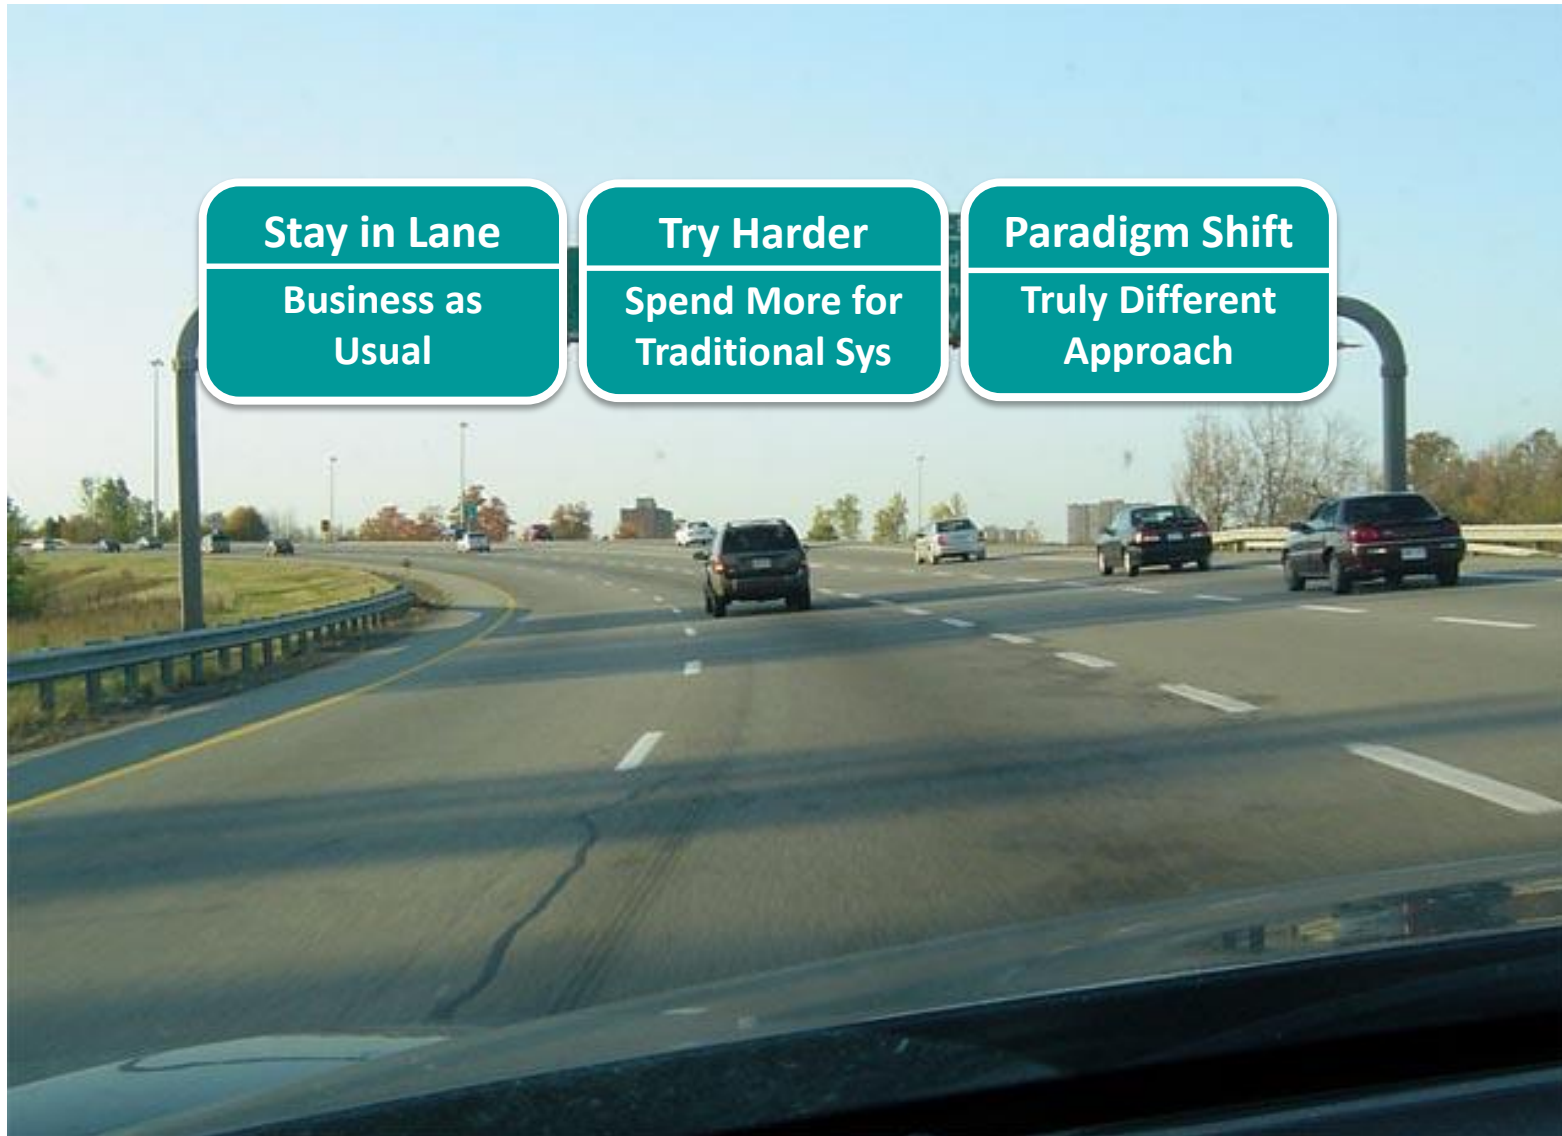 Stay in Lane
Business as
Usual
Try Harder
Spend More for
Traditional Sys
Paradigm Shift
Truly Different
Approach